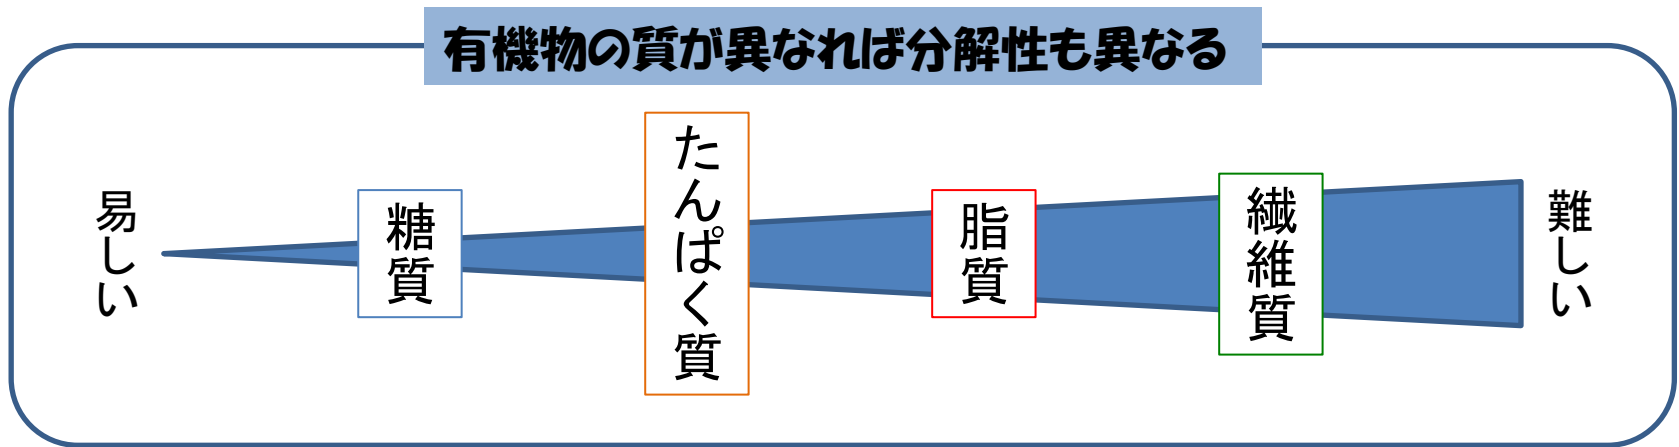 有機物の質が異なれば分解性も異なる
易しい
糖質
たんぱく質
脂質
繊維質
難しい